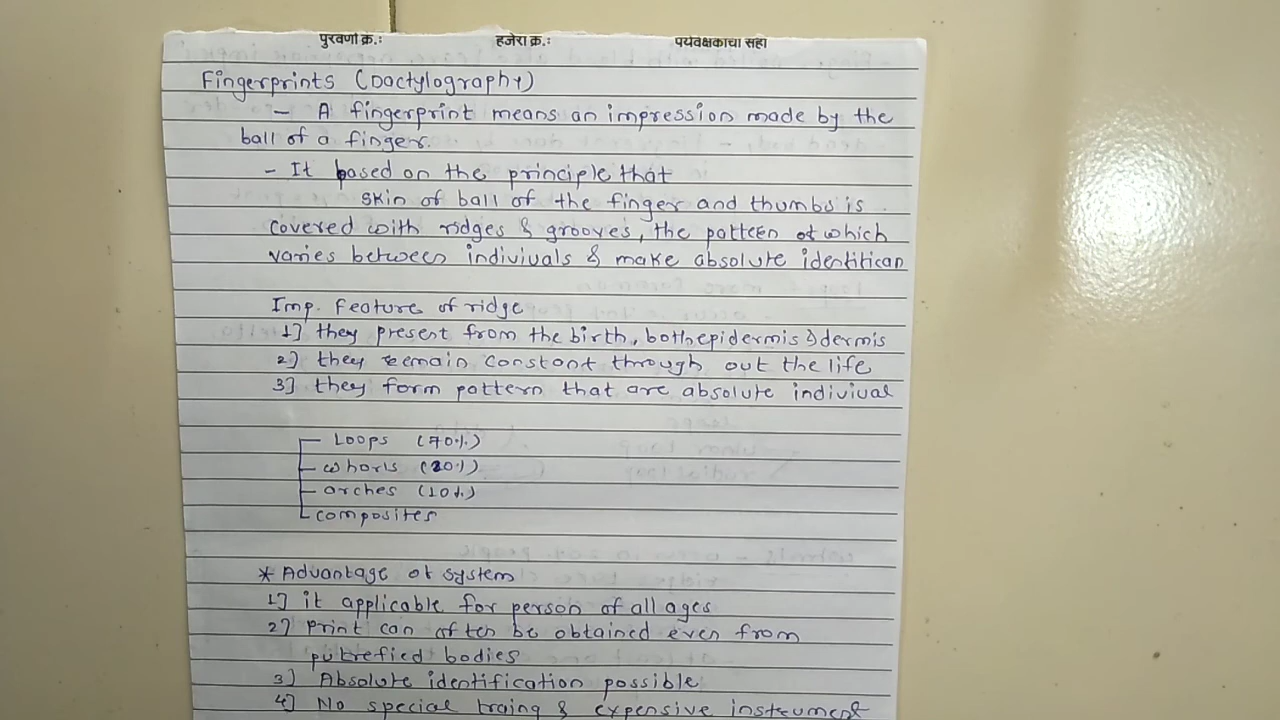 पुरवणी क्र.: हजेरी क्र.: पर्यवेक्षकाचा सही
Fingerprints (Dactylography)
- A fingerprint means an impression made by the
ball of a finger.
- It based on the principle that
skin of ball of the finger and thumbs is
covered with ridges & grooves, the pattern of which
varies between indiviuals & make absolute identitican
Imp. Feature of ridge
1] they present from the birth, both epidermis & dermis
2] they remain constant through out the life
3] they form pattern that are absolute indiviual
Loops (70%)
whorls (20%)
arches (10%)
composites
* Advantage of system
1] it applicable for person of all ages
2] Print can often be obtained even from
putrefied bodies
3] Absolute identification possible
4] No special traing & expensive instrument